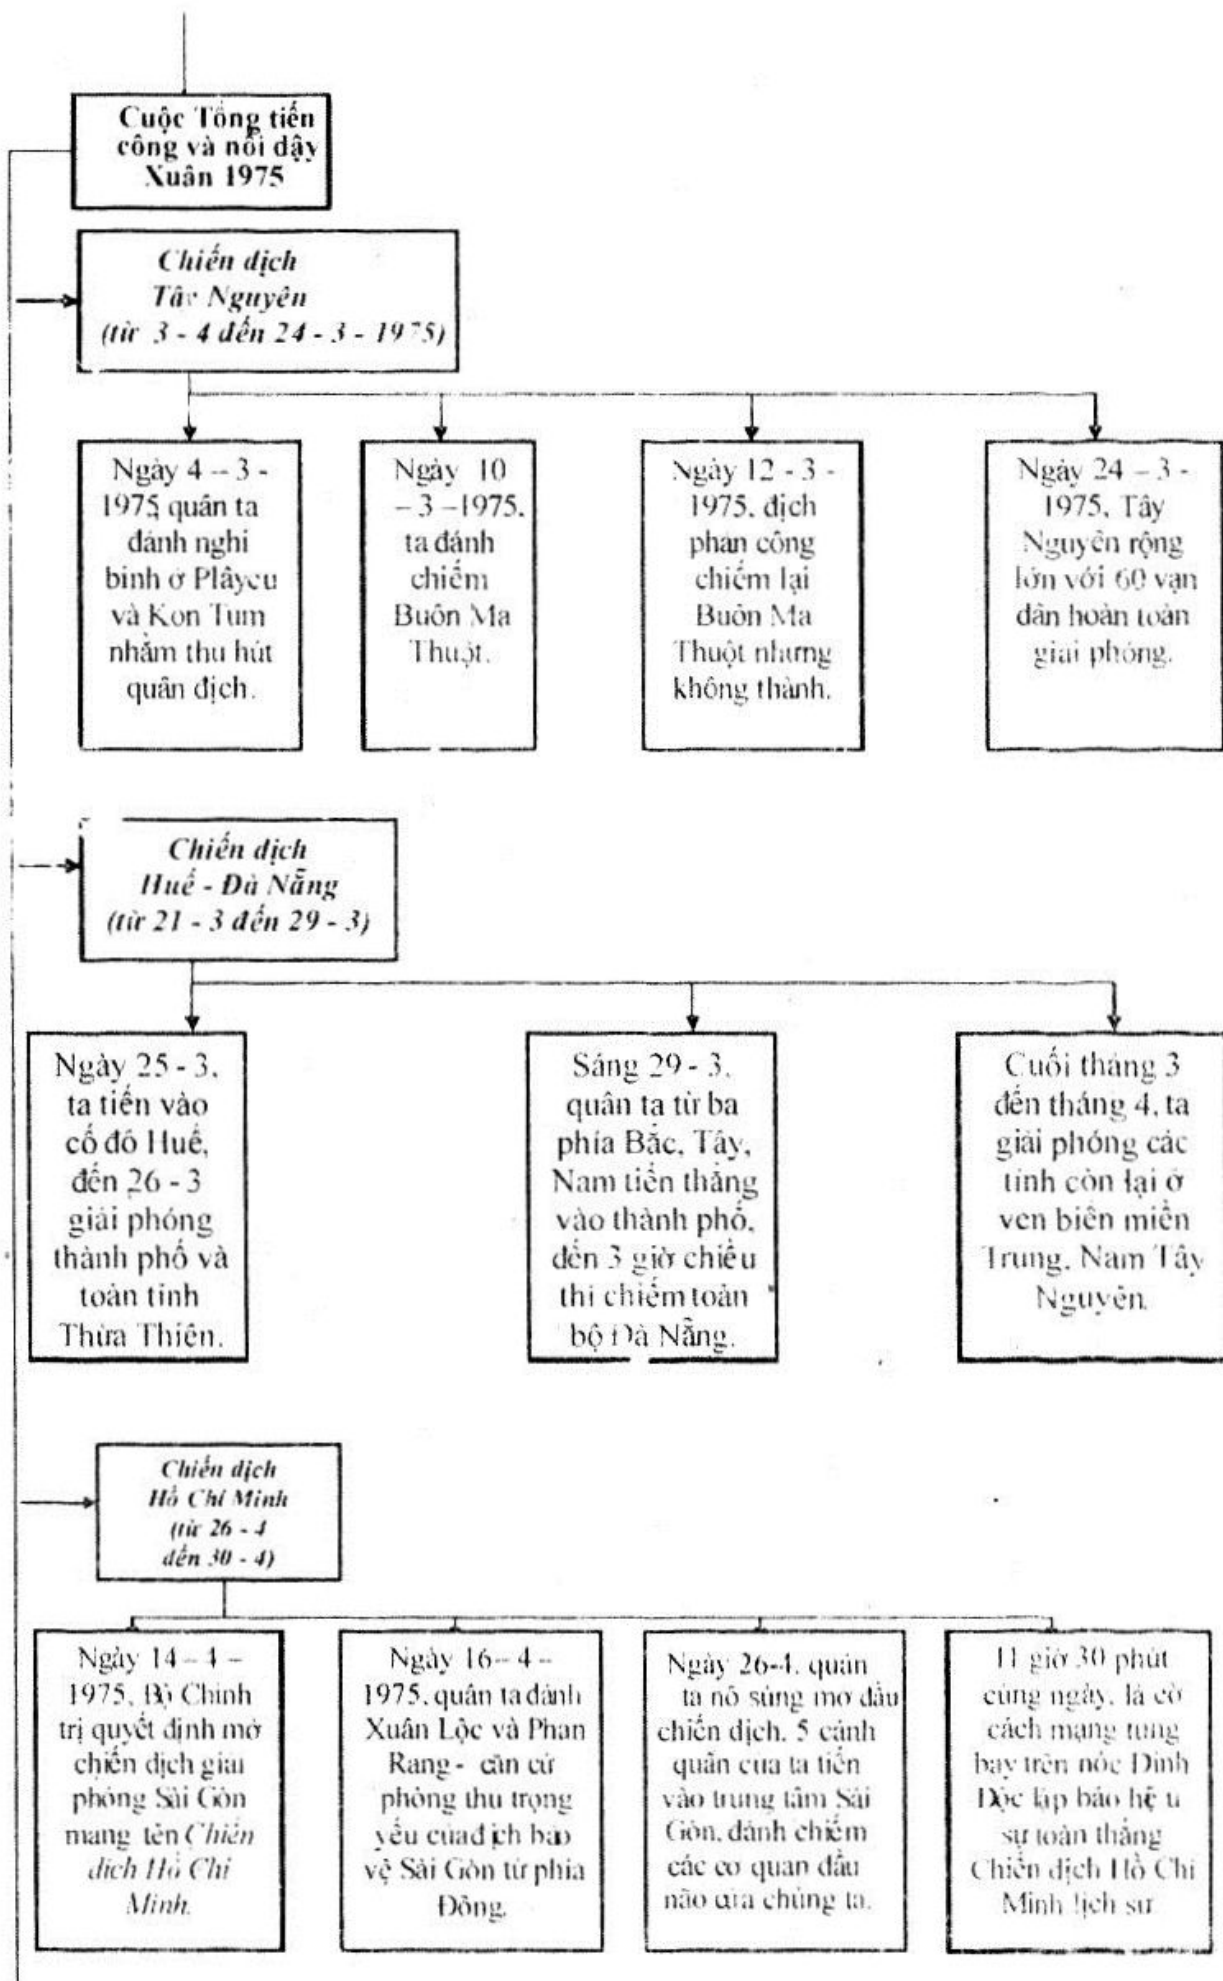 Cuộc Tổng tiến
công và nổi dậy
Xuân 1975
Chiến dịch
Tây Nguyên
(từ 3 - 4 đến 24 - 3 - 1975)
Ngày 4 – 3 -
1975, quân ta
đánh nghi
binh ở Plâycu
và Kon Tum
nhằm thu hút
quân địch.
Ngày 10
– 3 –1975,
ta đánh
chiếm
Buôn Ma
Thuột.
Ngày 12 - 3 -
1975, địch
phản công
chiếm lại
Buôn Ma
Thuột nhưng
không thành.
Ngày 24 – 3 -
1975, Tây
Nguyên rộng
lớn với 60 vạn
dân hoàn toàn
giải phóng.
Chiến dịch
Huế - Đà Nẵng
(từ 21 - 3 đến 29 - 3)
Ngày 25 - 3,
ta tiến vào
cố đô Huế,
đến 26 - 3
giải phóng
thành phố và
toàn tỉnh
Thừa Thiên.
Sáng 29 - 3,
quân ta từ ba
phía Bắc, Tây,
Nam tiến thẳng
vào thành phố,
đến 3 giờ chiều
thì chiếm toàn
bộ Đà Nẵng.
Cuối tháng 3
đến tháng 4, ta
giải phóng các
tỉnh còn lại ở
ven biển miền
Trung, Nam Tây
Nguyên.
Chiến dịch
Hồ Chí Minh
(từ 26 - 4
đến 30 - 4)
Ngày 14 – 4 –
1975, Bộ Chính
trị quyết định mở
chiến dịch giải
phóng Sài Gòn
mang tên Chiến
dịch Hồ Chí
Minh.
Ngày 16– 4 –
1975, quân ta đánh
Xuân Lộc và Phan
Rang - căn cứ
phòng thủ trọng
yếu của địch bảo
vệ Sài Gòn từ phía
Đông.
Ngày 26-4, quân
ta nổ súng mở đầu
chiến dịch, 5 cánh
quân của ta tiến
vào trung tâm Sài
Gòn, đánh chiếm
các cơ quan đầu
não của chúng ta.
11 giờ 30 phút
cùng ngày, lá cờ
cách mạng tung
bay trên nóc Dinh
Độc lập báo hệ u
sự toàn thắng
Chiến dịch Hồ Chí
Minh lịch sử